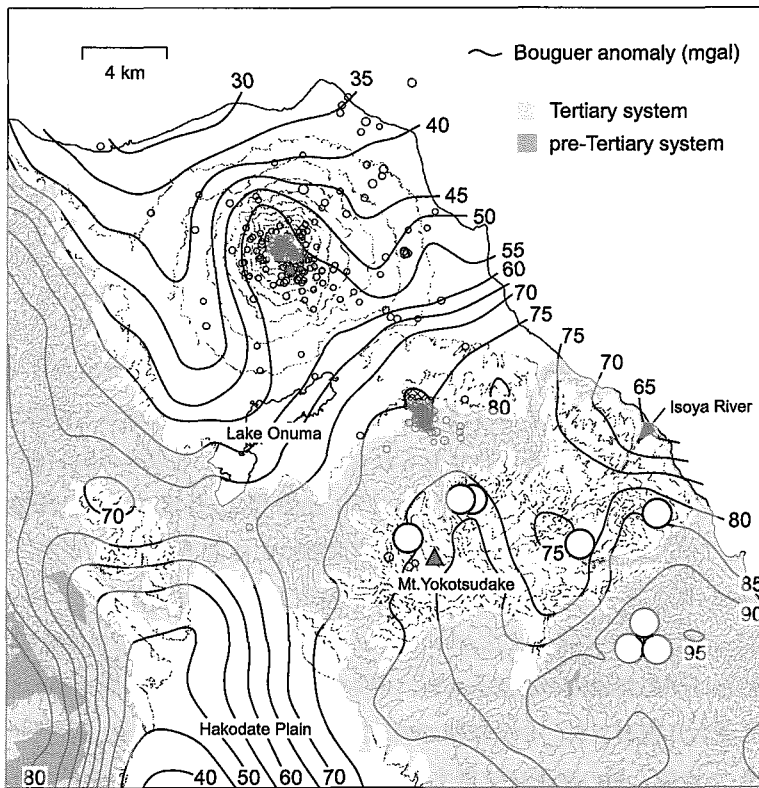 4 km
Bouguer anomaly (mgal)
Tertiary system
pre-Tertiary system
30
35
40
45
50
55
60
70
75
75
70
65
Isoya River
80
Lake Onuma
70
80
75
Mt.Yokotsudake
85
90
95
Hakodate Plain
80
40 50 60 70